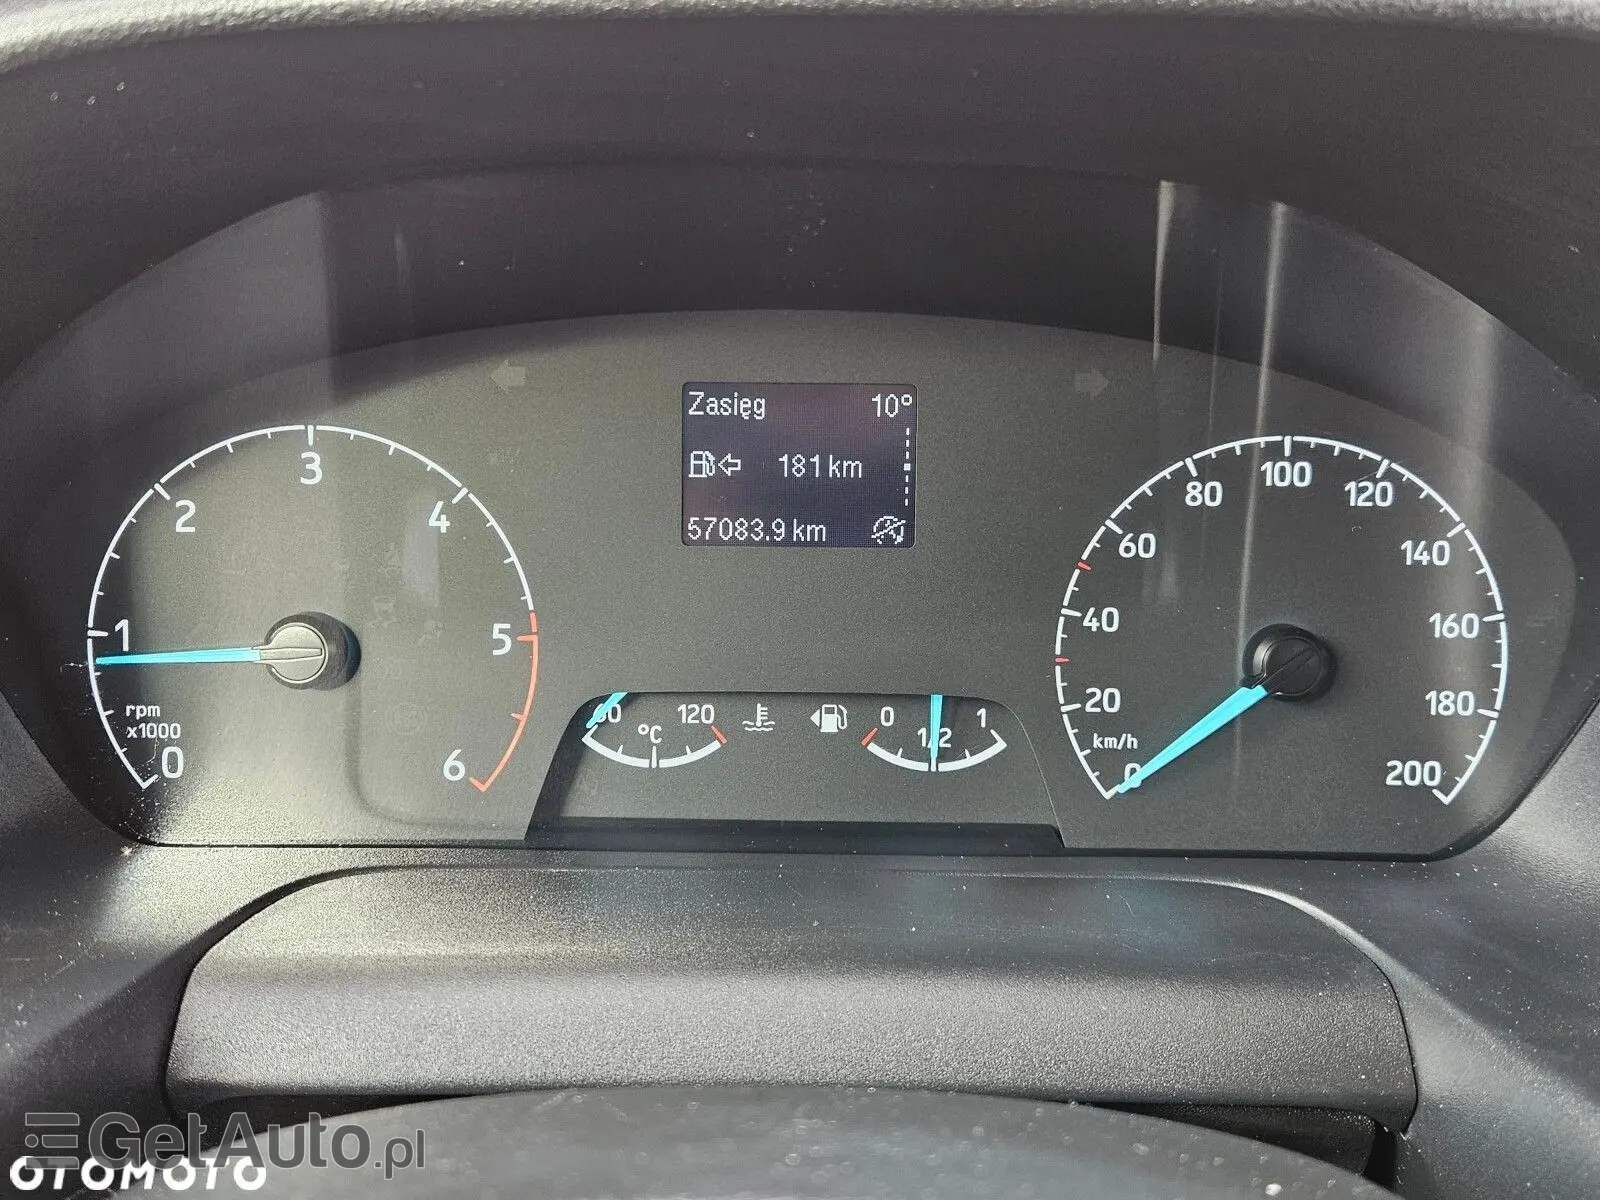 Zasięg 10°
181 km
57083.9 km
0 1 2 3 4 5 6
rpm
x1000
60 120
°C
0 1/2 1
0 20 40 60 80 100 120 140 160 180 200
km/h
GetAuto.pl
OTOMOTO